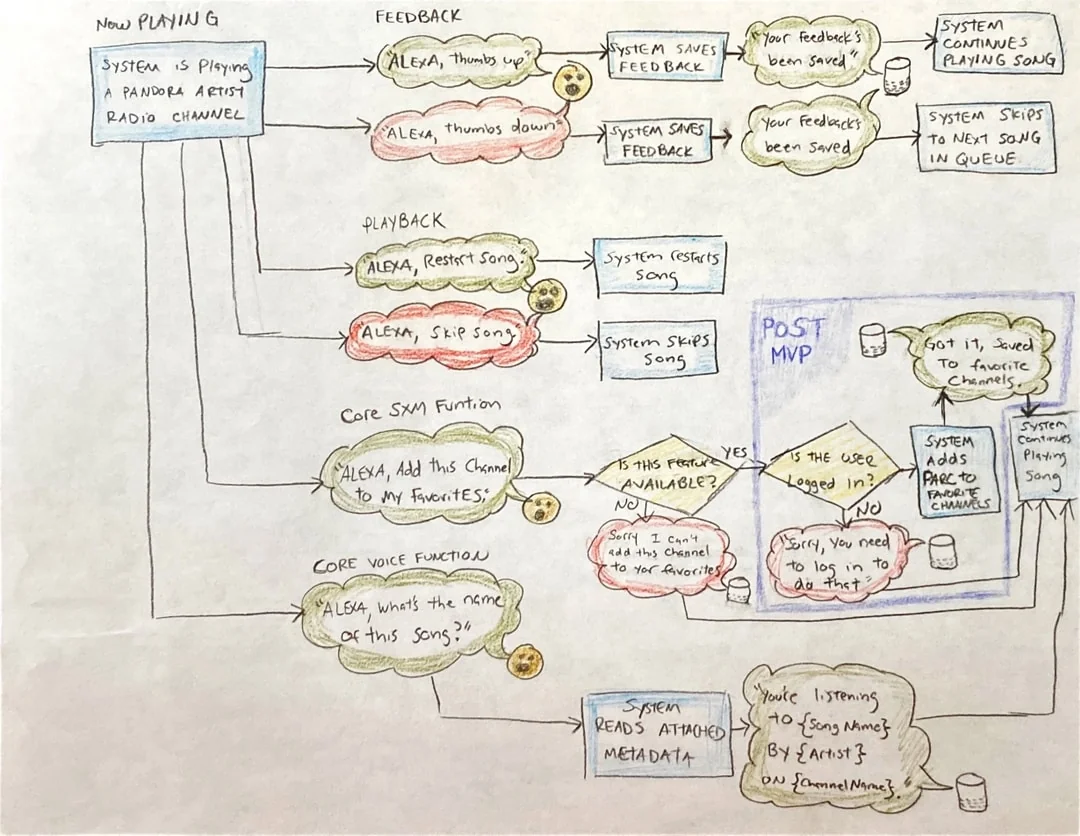 NOW PLAYING
SYSTEM is Playing
A PANDORA ARTIST
RADIO CHANNEL
FEEDBACK
"ALEXA, thumbs up"
SYSTEM SAVES
FEEDBACK
"Your feedback's
been saved"
SYSTEM
CONTINUES
PLAYING SONG
"ALEXA, thumbs down"
SYSTEM SAVES
FEEDBACK
Your feedback's
been saved
SYSTEM SKIPS
TO NEXT SONG
IN QUEUE
PLAYBACK
"ALEXA, Restart Song."
System restarts
Song
"ALEXA, Skip song."
System Skips
Song
Core SXM Funtion
"ALEXA, Add this Channel
to my FAVORITES."
IS THIS FEATURE
AVAILABLE?
YES
NO
Sorry I can't
add this channel
to yor favorites
POST
MVP
IS THE USER
Logged in?
NO
"Sorry, You need
to log in to
do that"
SYSTEM
ADDS
PARC TO
FAVORITE
CHANNELS
Got it, Saved
To favorite
Channels.
System
Continues
Playing
Song
CORE VOICE FUNCTION
"ALEXA, what's the name
of this song?"
SYSTEM
READS ATTACHED
METADATA
"You're listening
TO {Song Name}
BY {Artist}
ON {Channel Name}."